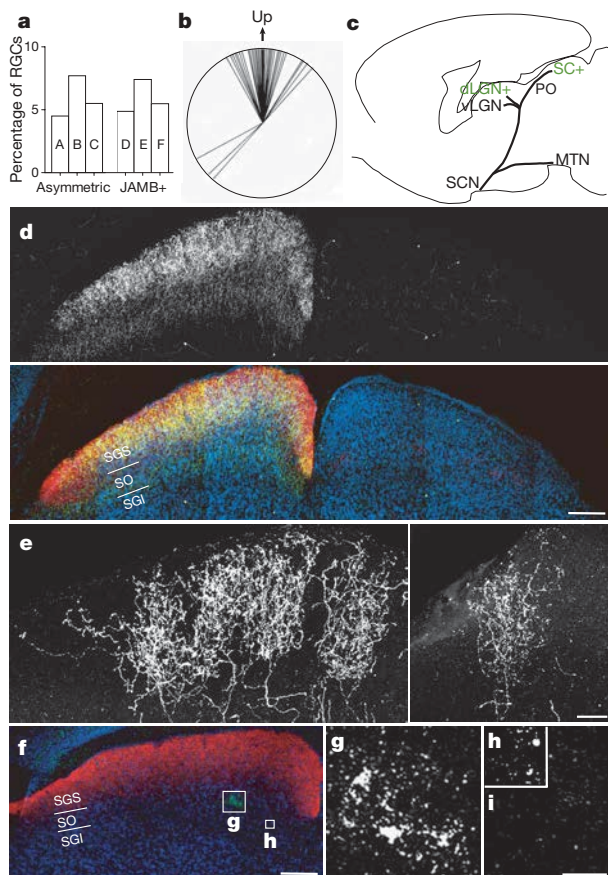 a
Percentage of RGCs
10
5
0
A
B
C
D
E
F
Asymmetric
JAMB+
b
Up
c
SC+
dLGN+
vLGN
PO
MTN
SCN
d
SGS
SO
SGI
e
f
SGS
SO
SGI
g
h
g
h
i